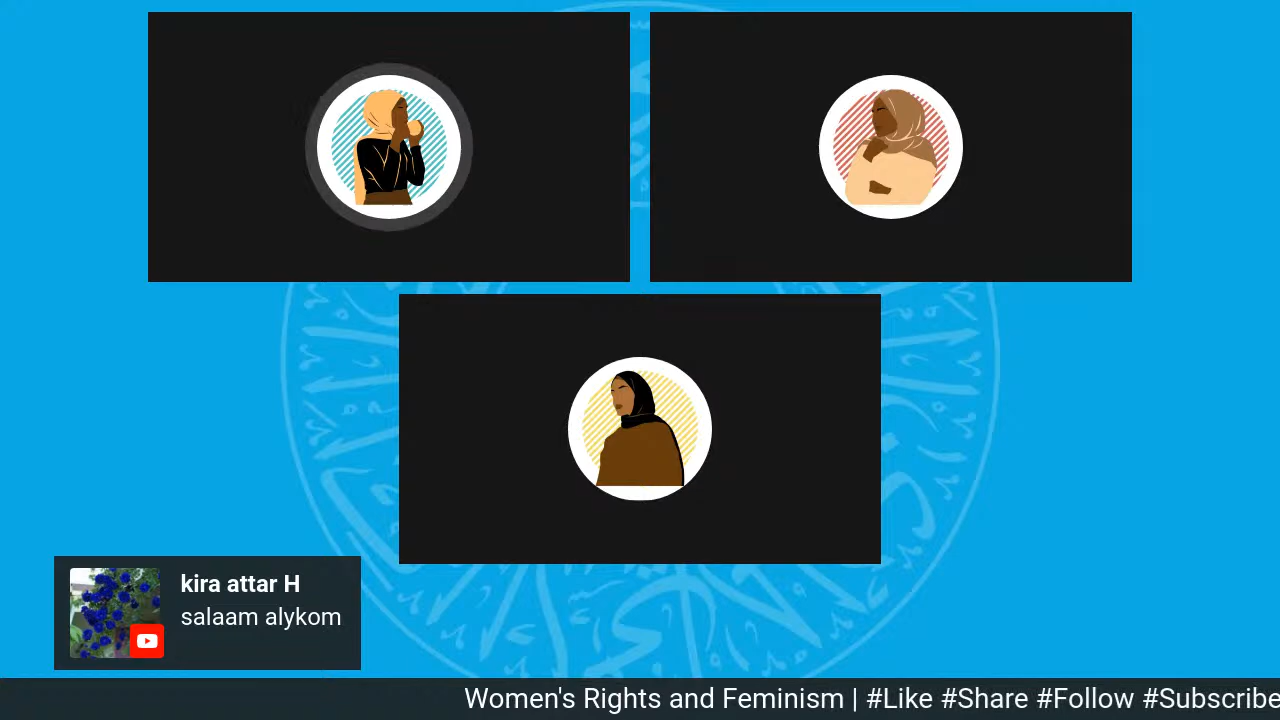 kira attar H
salaam alykom
Women's Rights and Feminism | #Like #Share #Follow #Subscribe